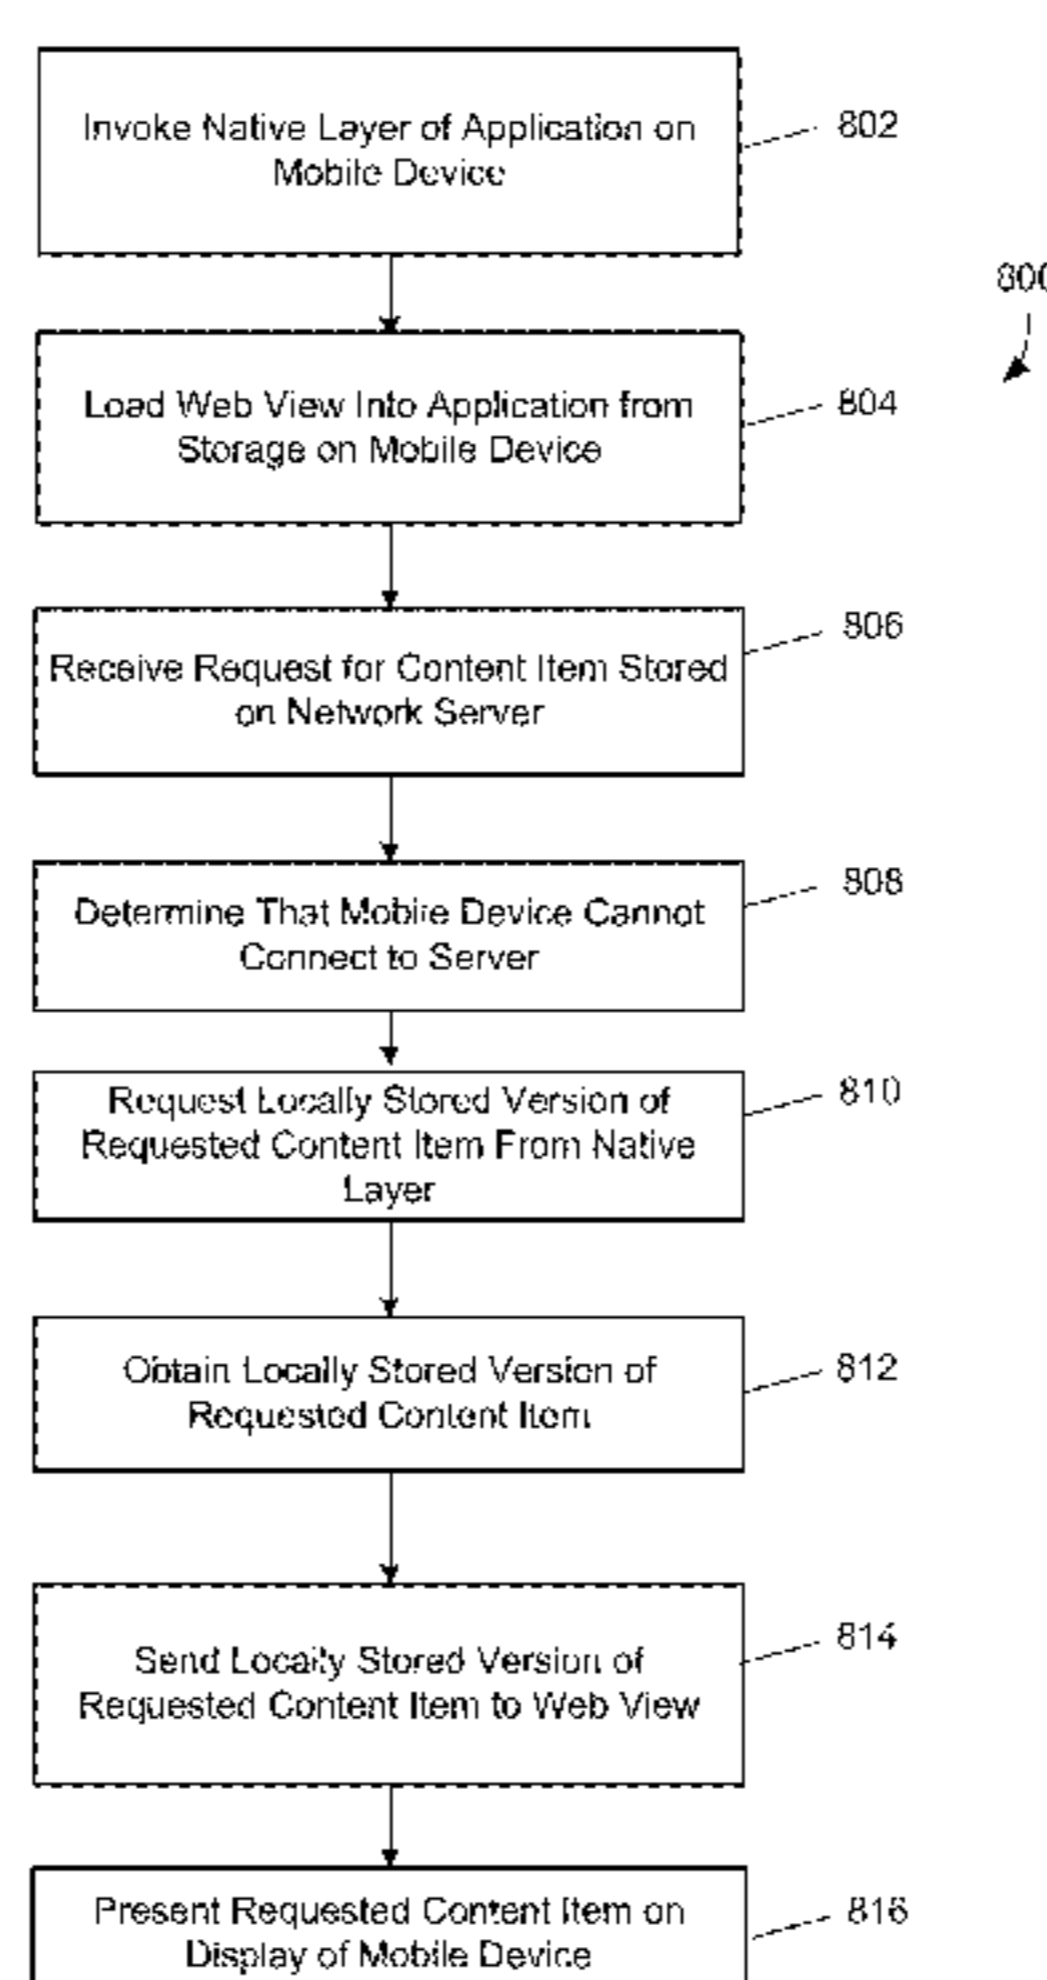 Invoke Native Layer of Application on
Mobile Device
802
800
Load Web View Into Application from
Storage on Mobile Device
804
Receive Request for Content Item Stored
on Network Server
806
Determine That Mobile Device Cannot
Connect to Server
808
Request Locally Stored Version of
Requested Content Item From Native
Layer
810
Obtain Locally Stored Version of
Requested Content Item
812
Send Locally Stored Version of
Requested Content Item to Web View
814
Present Requested Content Item on
Display of Mobile Device
816